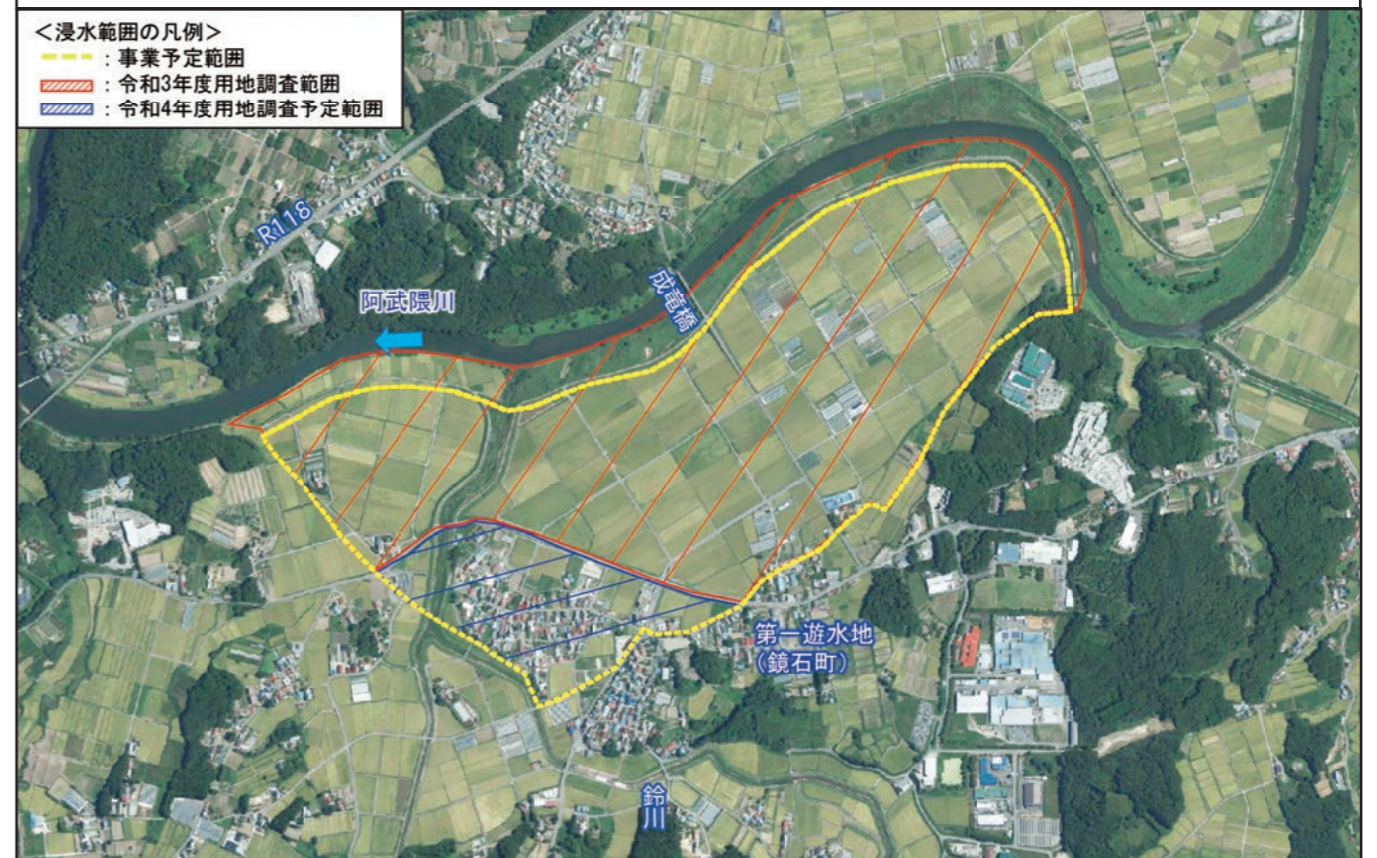 <浸水範囲の凡例>
：事業予定範囲
：令和3年度用地調査範囲
：令和4年度用地調査予定範囲
R118
阿武隈川
成竜橋
第一遊水地
（鏡石町）
鈴川